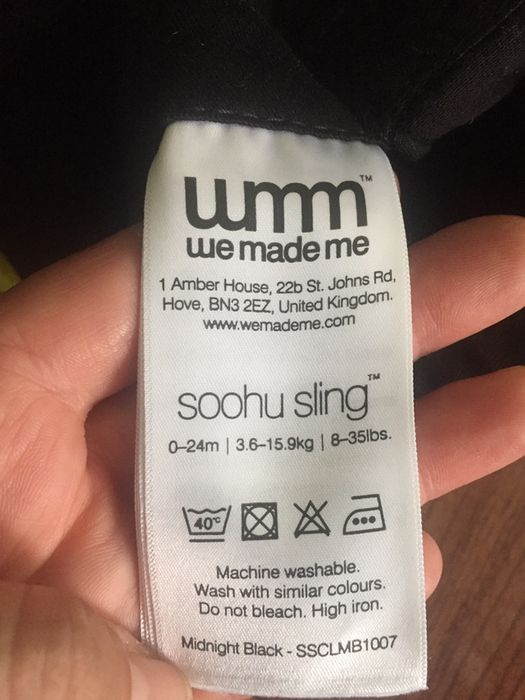 wmm™
we made me
1 Amber House, 22b St. Johns Rd,
Hove, BN3 2EZ, United Kingdom.
www.wemademe.com
soohu sling™
0–24m | 3.6–15.9kg | 8–35lbs.
40°c
Machine washable.
Wash with similar colours.
Do not bleach. High iron.
Midnight Black - SSCLMB1007